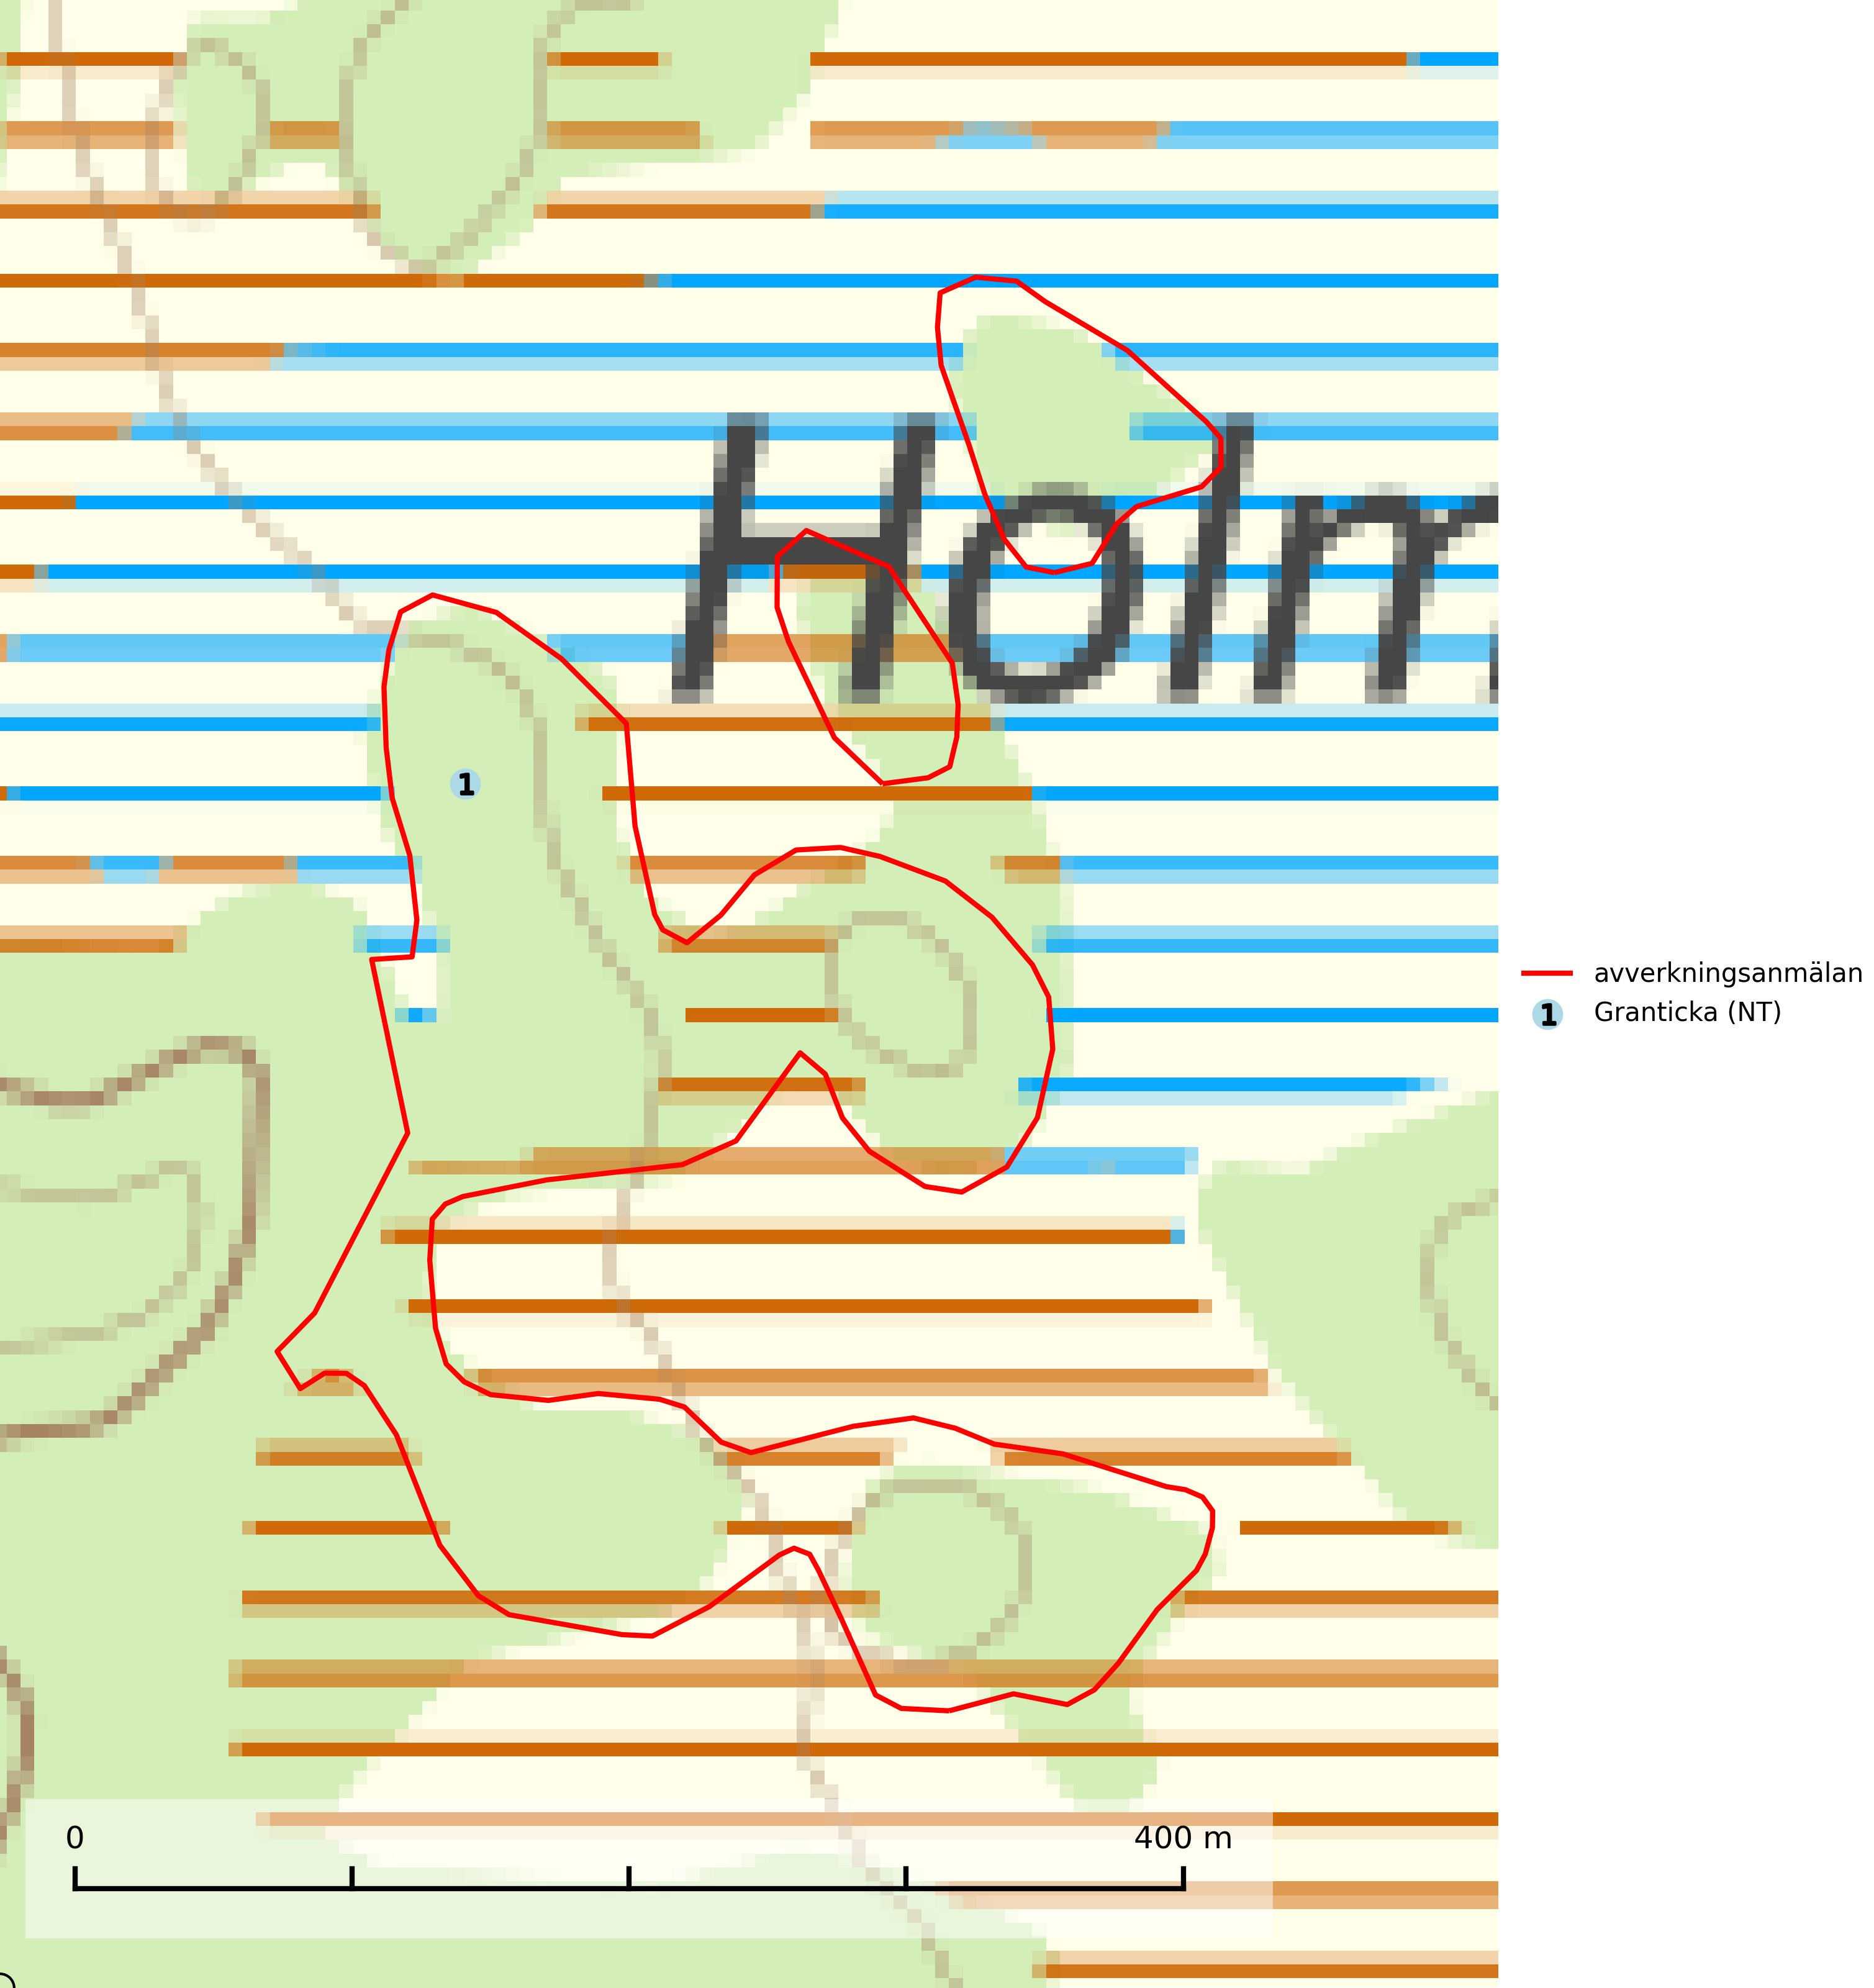 Holm
1
avverkningsanmälan
1 Granticka (NT)
0 400 m